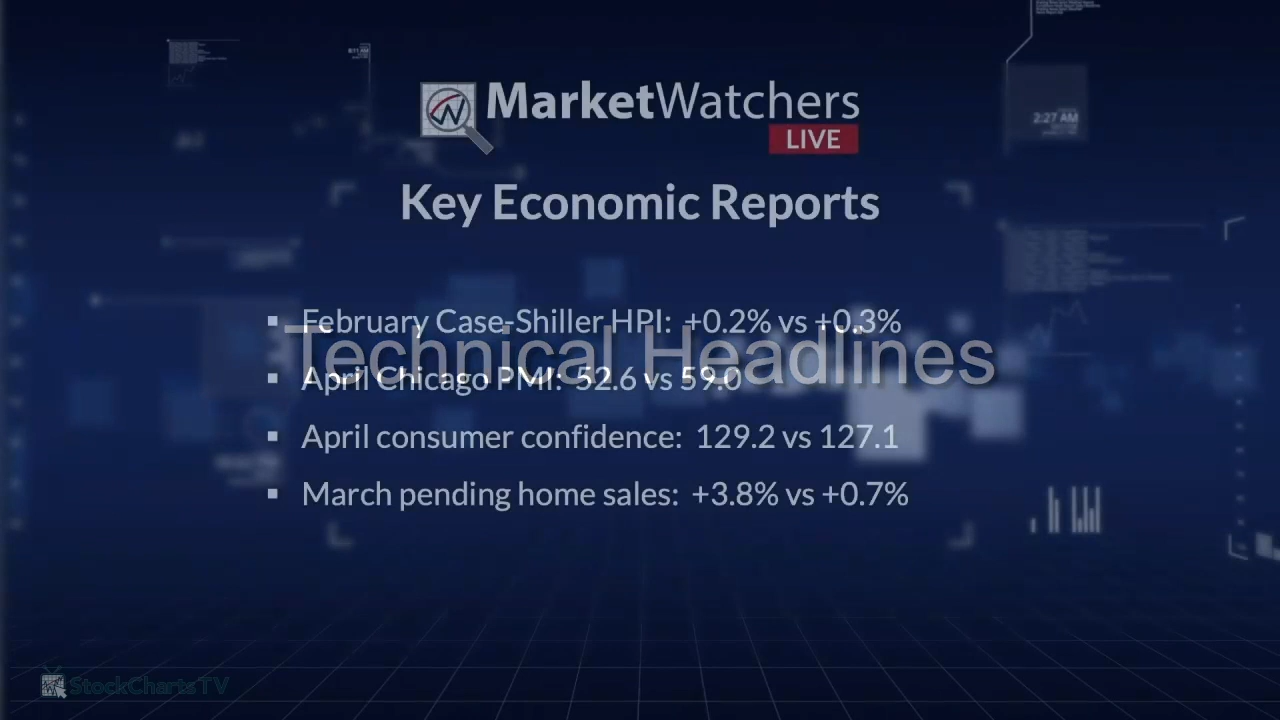 MarketWatchers
LIVE
2:27 AM
Key Economic Reports
▪ February Case-Shiller HPI: +0.2% vs +0.3%
Technical Headlines
▪ April Chicago PMI: 52.6 vs 59.0
▪ April consumer confidence: 129.2 vs 127.1
▪ March pending home sales: +3.8% vs +0.7%
StockCharts TV